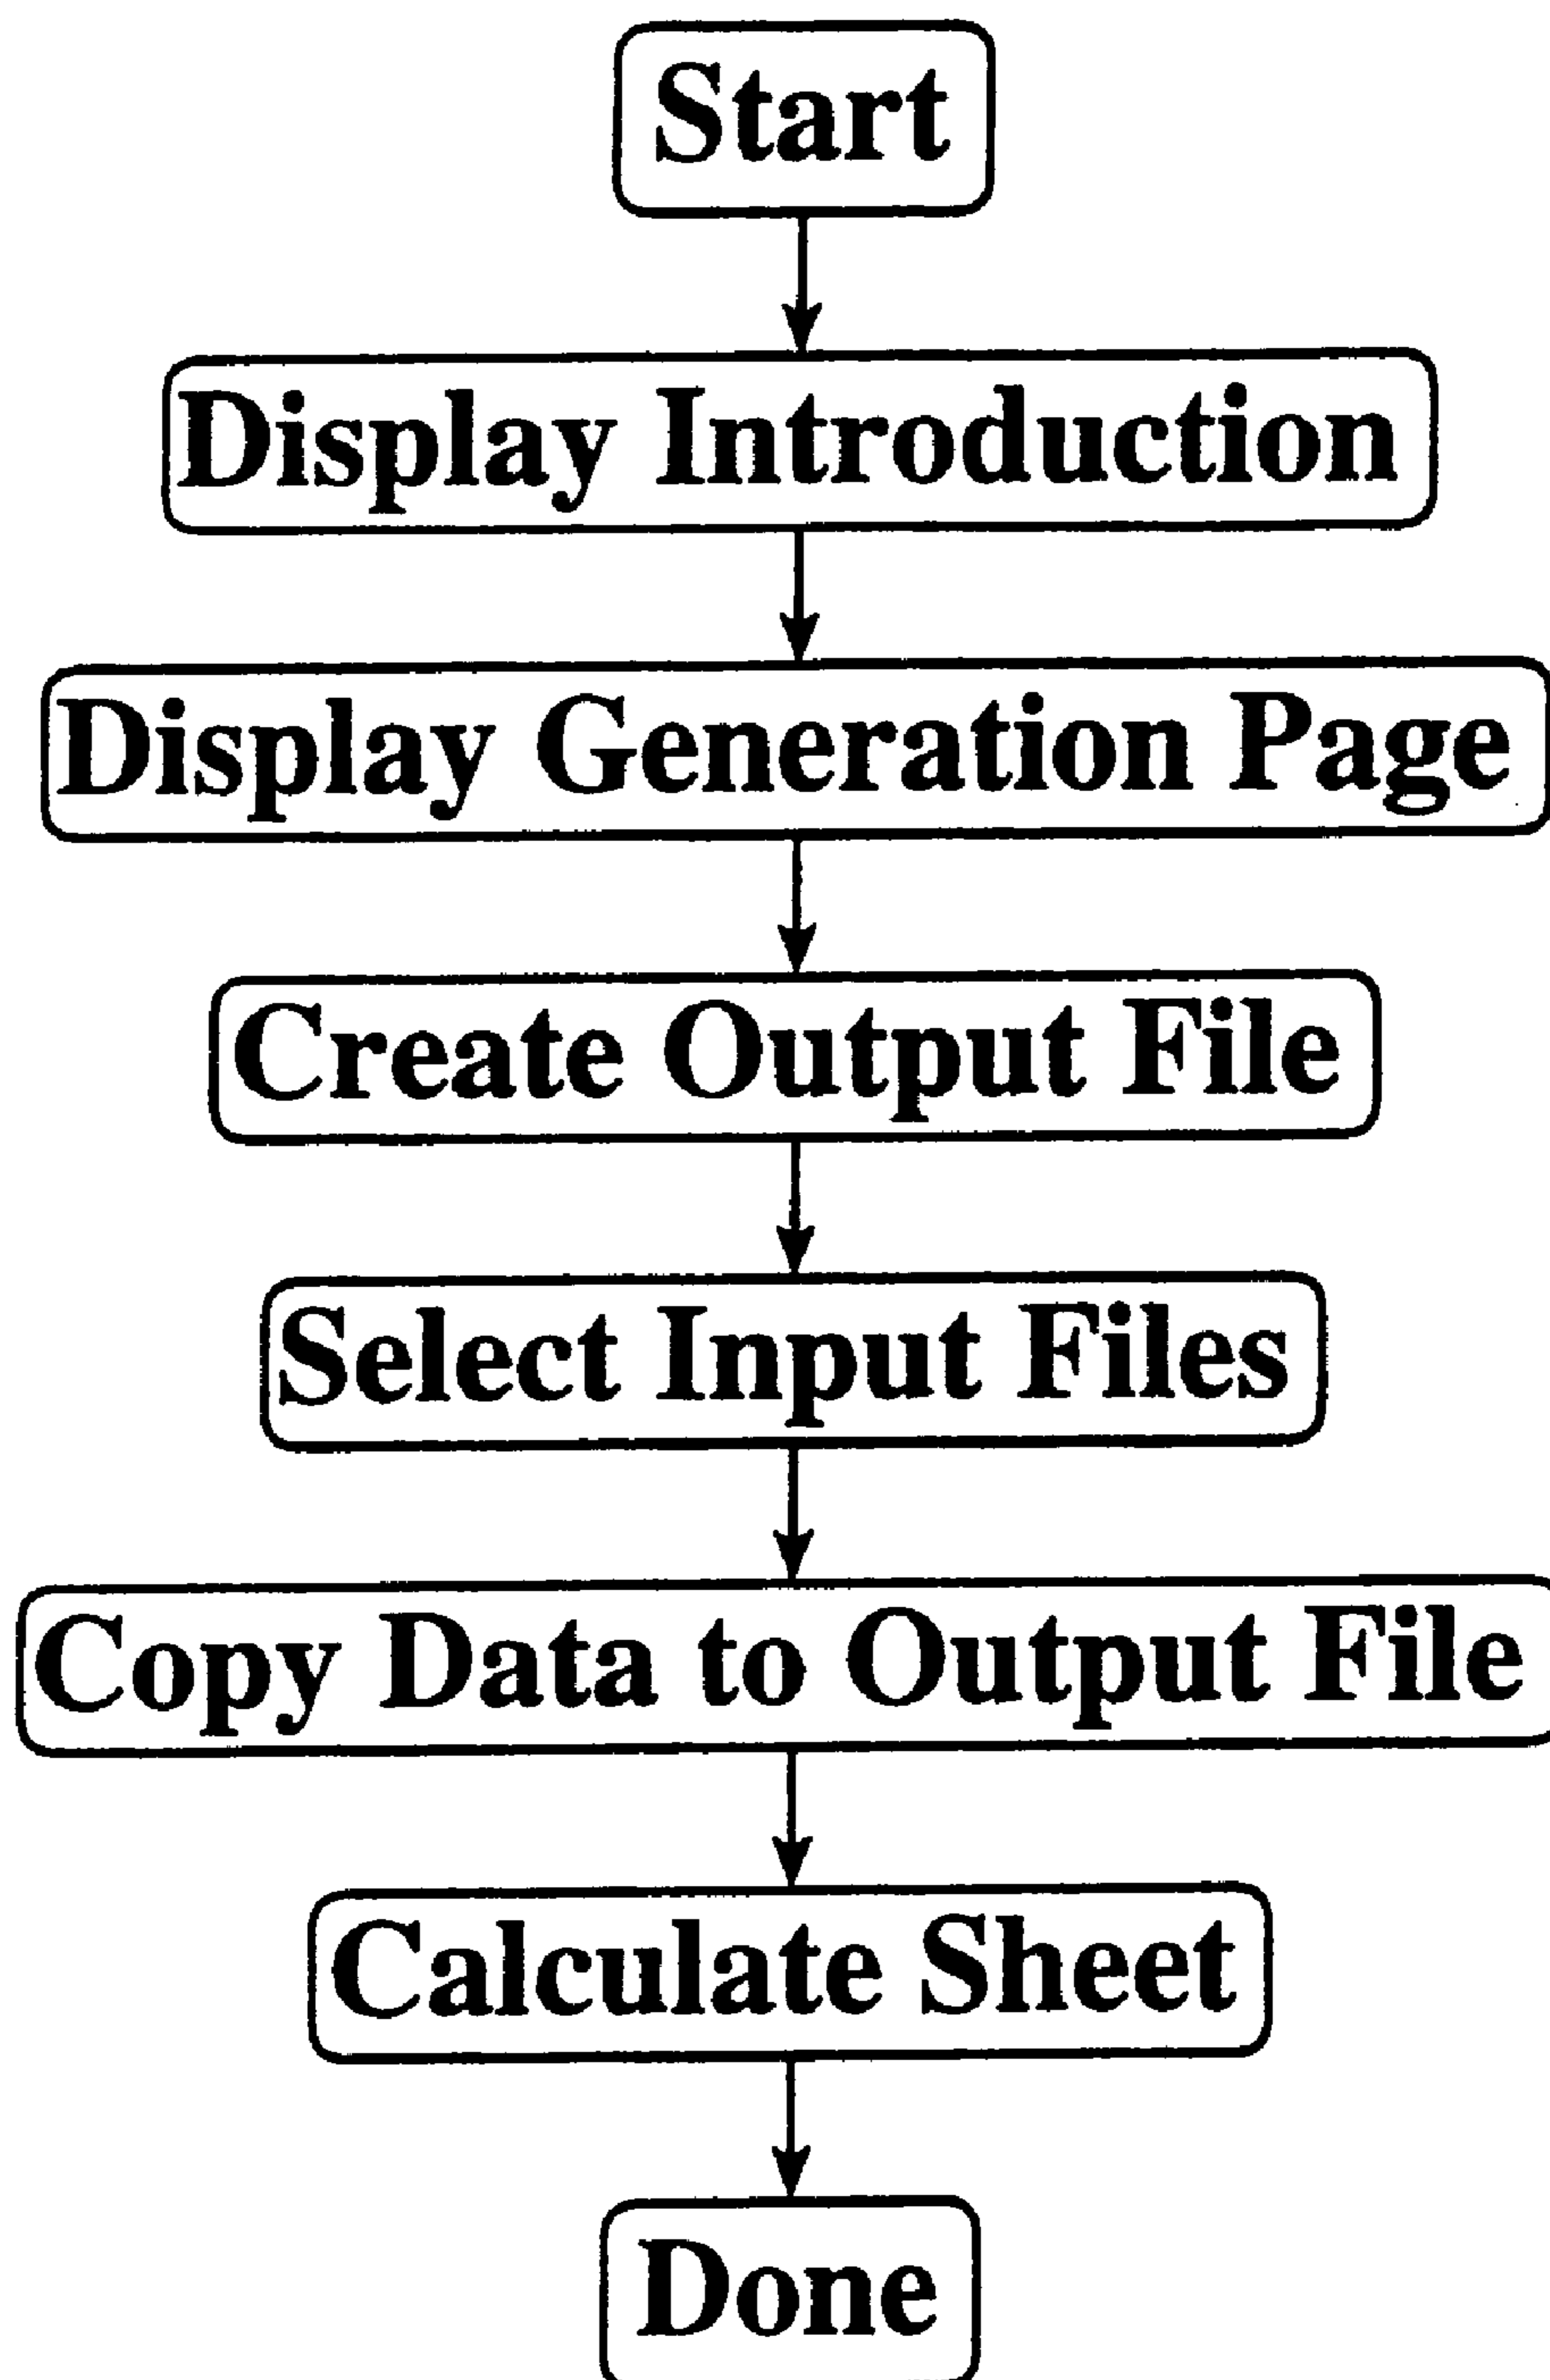 Start
Display Introduction
Display Generation Page
Create Output File
Select Input Files
Copy Data to Output File
Calculate Sheet
Done